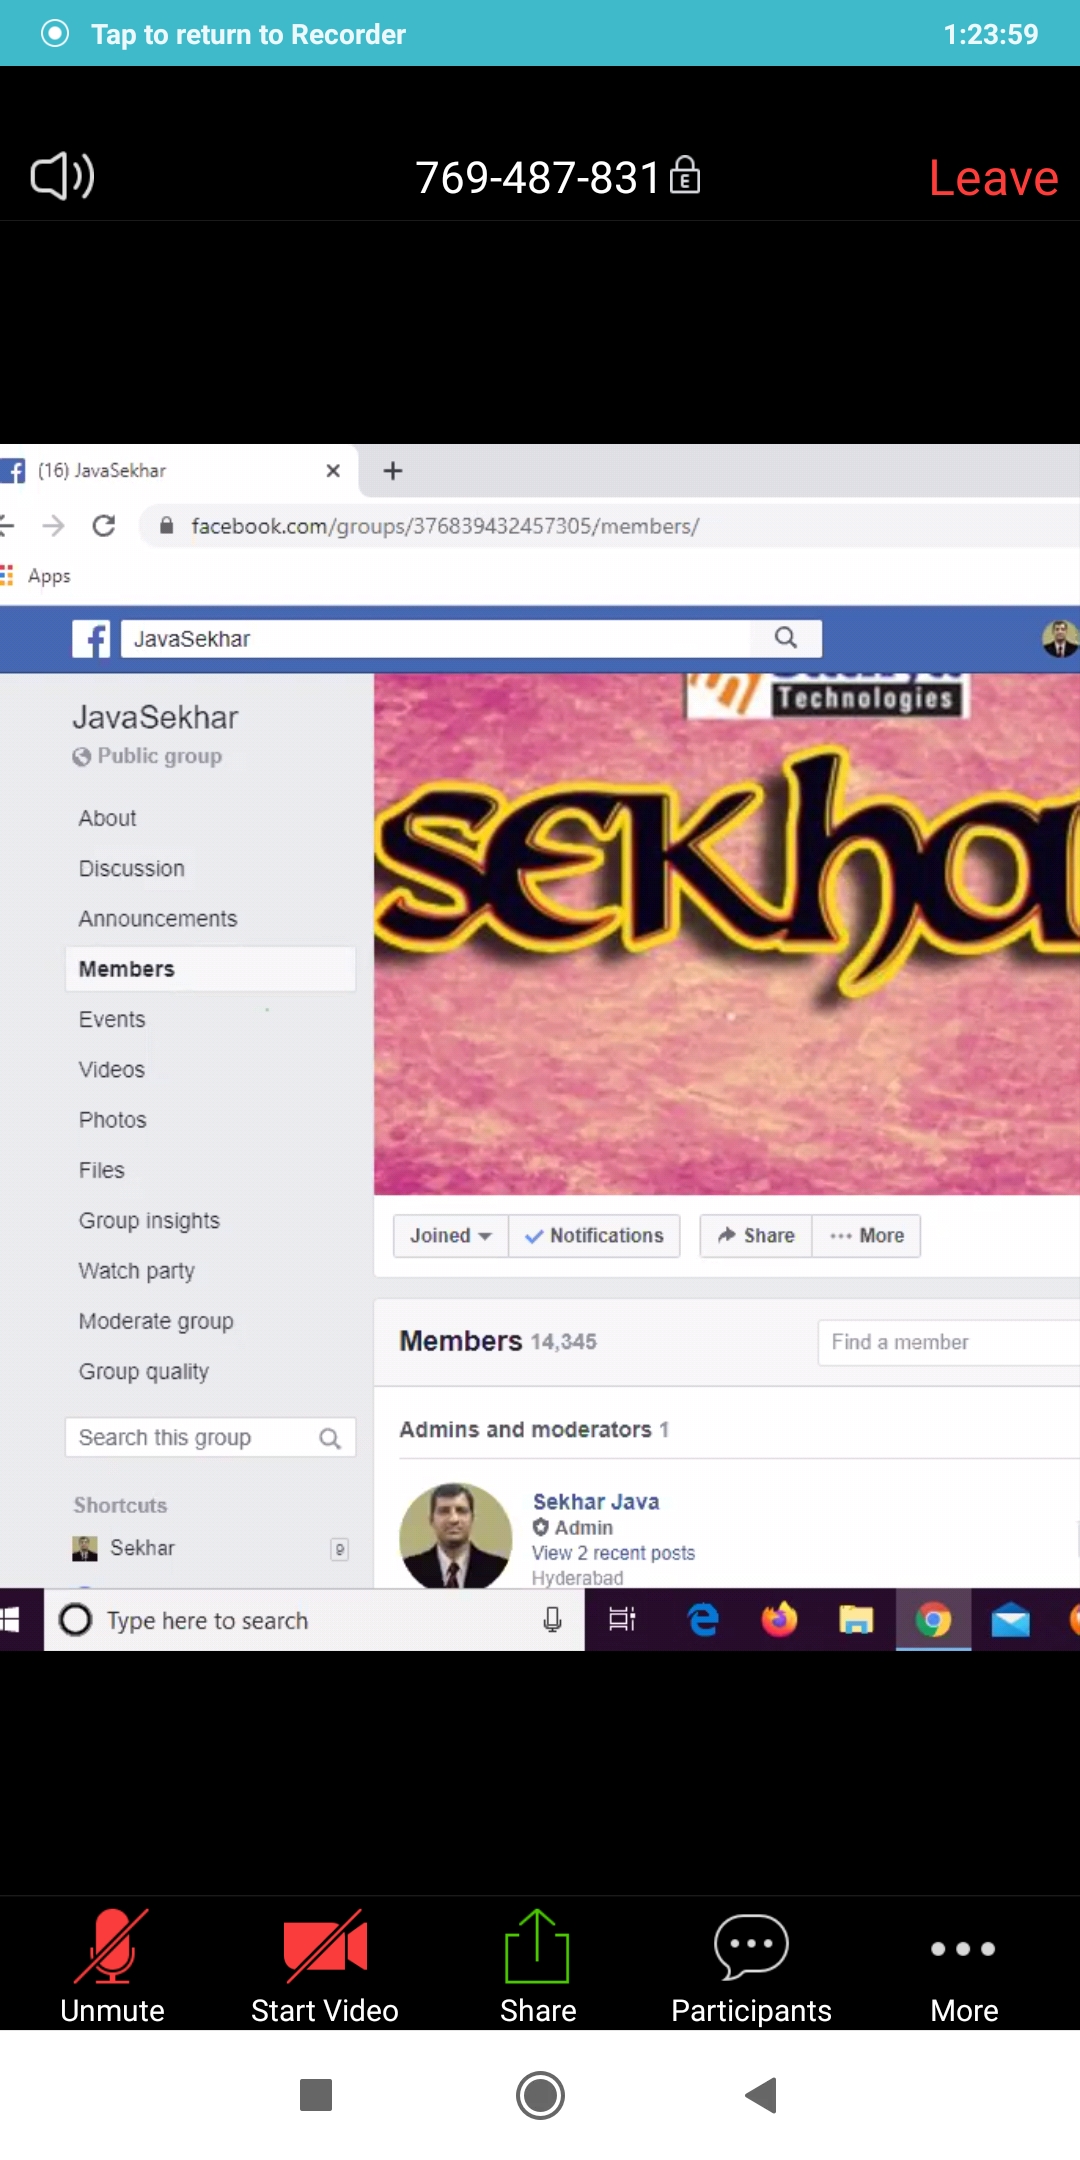 Tap to return to Recorder 1:23:59
769-487-831 Leave
(16) JavaSekhar
facebook.com/groups/376839432457305/members/
Apps
JavaSekhar
Technologies
JavaSekhar
Public group
sekha
About
Discussion
Announcements
Members
Events
Videos
Photos
Files
Group insights
Watch party
Moderate group
Group quality
Joined Notifications Share More
Members 14,345 Find a member
Admins and moderators 1
Search this group
Shortcuts
Sekhar 9
Sekhar Java
Admin
View 2 recent posts
Hyderabad
Type here to search
Unmute Start Video Share Participants More